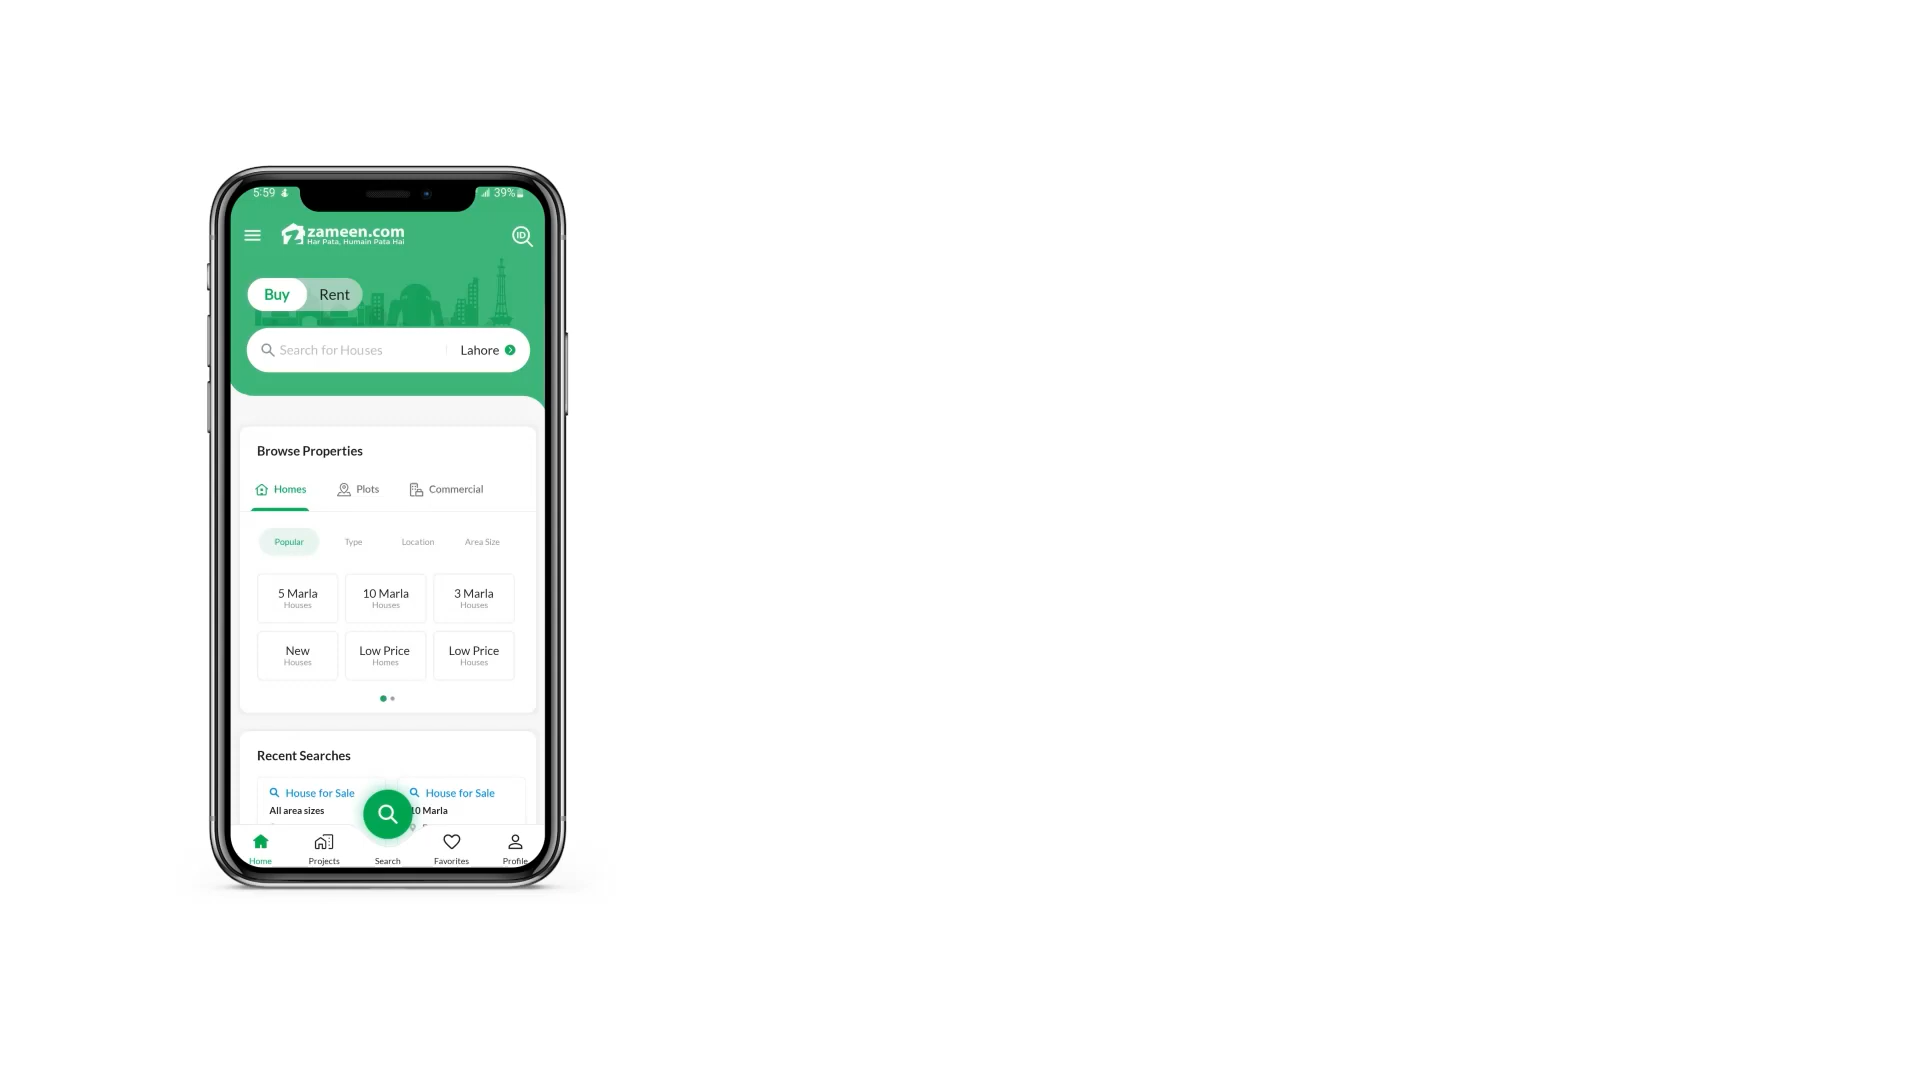 5:59
39%
zameen.com
Har Pata, Humain Pata Hai
ID
Buy Rent
Search for Houses Lahore
Browse Properties
Homes Plots Commercial
Popular Type Location Area Size
5 Marla 10 Marla 3 Marla
Houses Houses Houses
New Low Price Low Price
Houses Homes Houses
Recent Searches
House for Sale House for Sale
All area sizes 10 Marla
Home Projects Search Favorites Profile